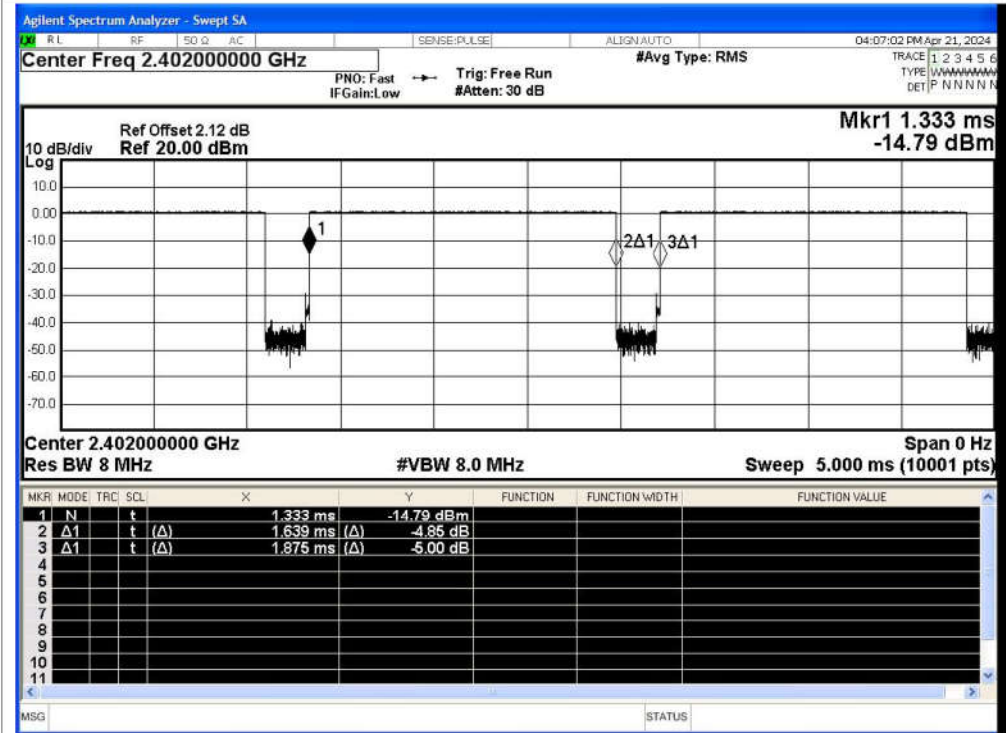 Agilent Spectrum Analyzer - Swept SA
LXI RL RF 50 Ω AC SENSE:PULSE ALIGN AUTO 04:07:02 PM Apr 21, 2024
Center Freq 2.402000000 GHz #Avg Type: RMS TRACE 1 2 3 4 5 6
PNO: Fast Trig: Free Run TYPE WWWWWW
IFGain:Low #Atten: 30 dB DET P N N N N N
Mkr1 1.333 ms
-14.79 dBm
Ref Offset 2.12 dB
10 dB/div Ref 20.00 dBm
Log
10.0
0.00
1
-10.0
2Δ1 3Δ1
-20.0
-30.0
-40.0
-50.0
-60.0
-70.0
Center 2.402000000 GHz Span 0 Hz
Res BW 8 MHz #VBW 8.0 MHz Sweep 5.000 ms (10001 pts)
MKR MODE TRC SCL X Y FUNCTION FUNCTION WIDTH FUNCTION VALUE
1 N t 1.333 ms -14.79 dBm
2 Δ1 t (Δ) 1.639 ms (Δ) -4.85 dB
3 Δ1 t (Δ) 1.875 ms (Δ) -5.00 dB
4
5
6
7
8
9
10
11
MSG STATUS